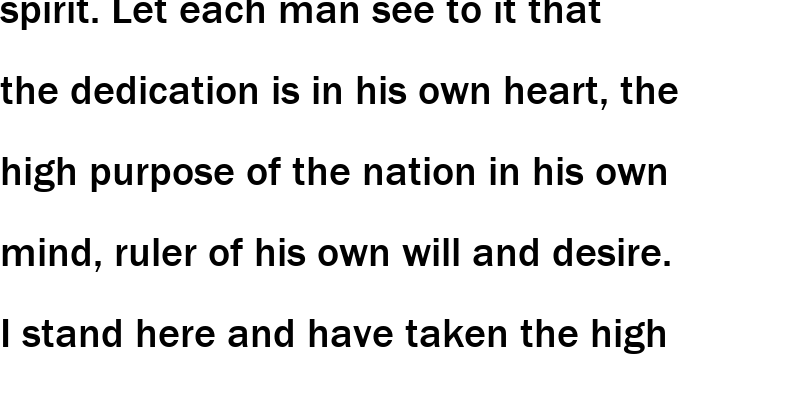 spirit. Let each man see to it that
the dedication is in his own heart, the
high purpose of the nation in his own
mind, ruler of his own will and desire.
I stand here and have taken the high